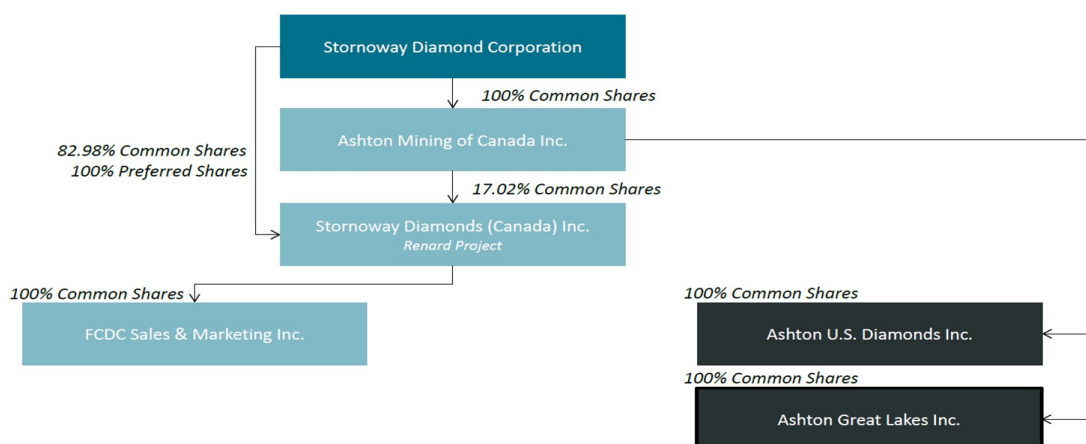 Stornoway Diamond Corporation
100% Common Shares
Ashton Mining of Canada Inc.
82.98% Common Shares
100% Preferred Shares
17.02% Common Shares
Stornoway Diamonds (Canada) Inc.
Renard Project
100% Common Shares
FCDC Sales & Marketing Inc.
100% Common Shares
Ashton U.S. Diamonds Inc.
100% Common Shares
Ashton Great Lakes Inc.